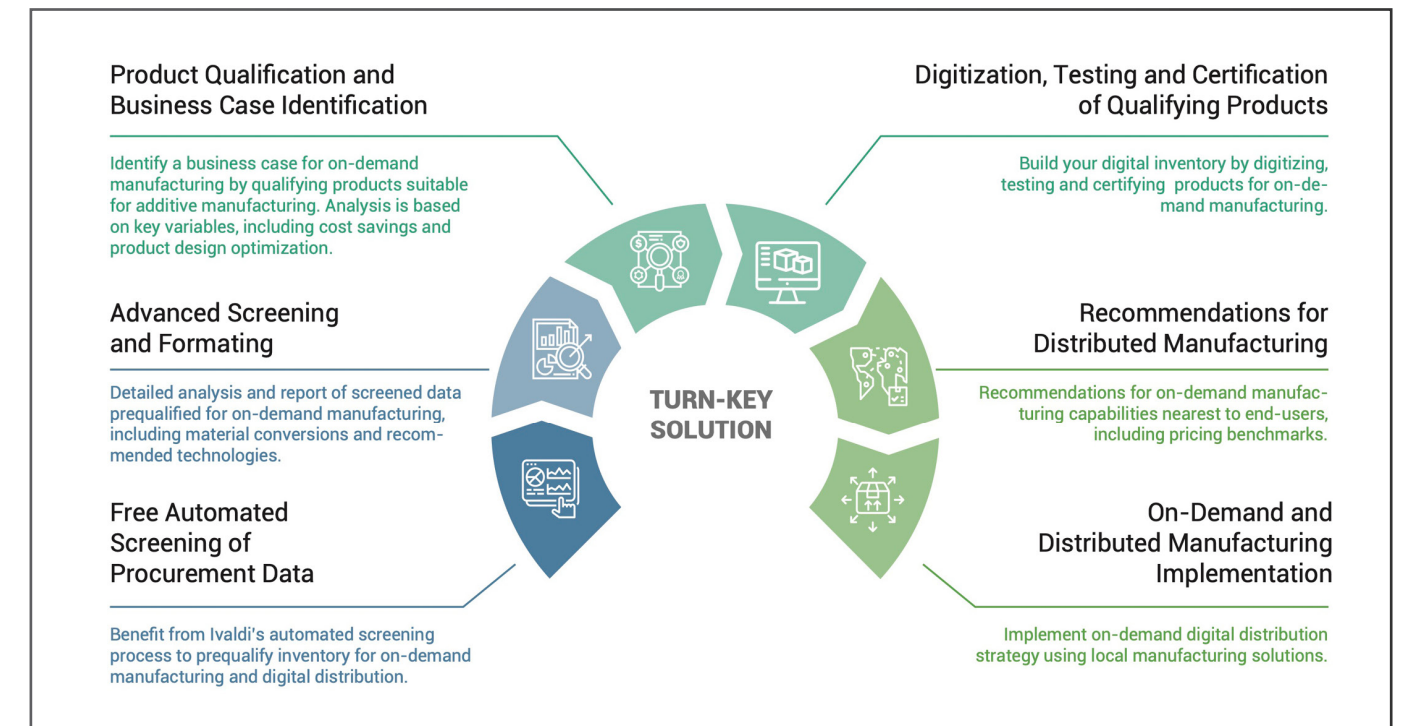 Product Qualification and
Business Case Identification
Identify a business case for on-demand
manufacturing by qualifying products suitable
for additive manufacturing. Analysis is based
on key variables, including cost savings and
product design optimization.
Advanced Screening
and Formating
Detailed analysis and report of screened data
prequalified for on-demand manufacturing,
including material conversions and recom-
mended technologies.
Free Automated
Screening of
Procurement Data
Benefit from Ivaldi's automated screening
process to prequalify inventory for on-demand
manufacturing and digital distribution.
TURN-KEY
SOLUTION
Digitization, Testing and Certification
of Qualifying Products
Build your digital inventory by digitizing,
testing and certifying products for on-de-
mand manufacturing.
Recommendations for
Distributed Manufacturing
Recommendations for on-demand manufac-
turing capabilities nearest to end-users,
including pricing benchmarks.
On-Demand and
Distributed Manufacturing
Implementation
Implement on-demand digital distribution
strategy using local manufacturing solutions.